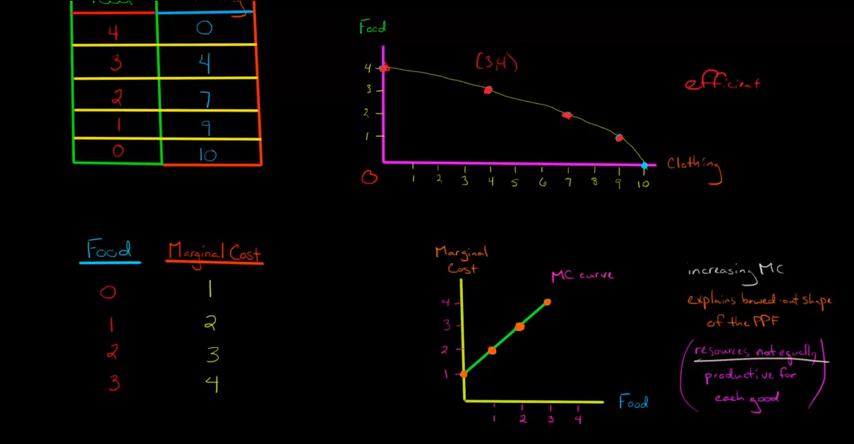 4 0
3 4
2 7
1 9
0 10
Food
4
3
2
1
(3,4)
efficient
Clothing
1 2 3 4 5 6 7 8 9 10
Food Marginal Cost
0 1
1 2
2 3
3 4
Marginal
Cost
MC curve
4
3
2
1
1 2 3 4
Food
increasing MC
explains bowed-out shape
of the PPF
(resources not equally
productive for
each good)